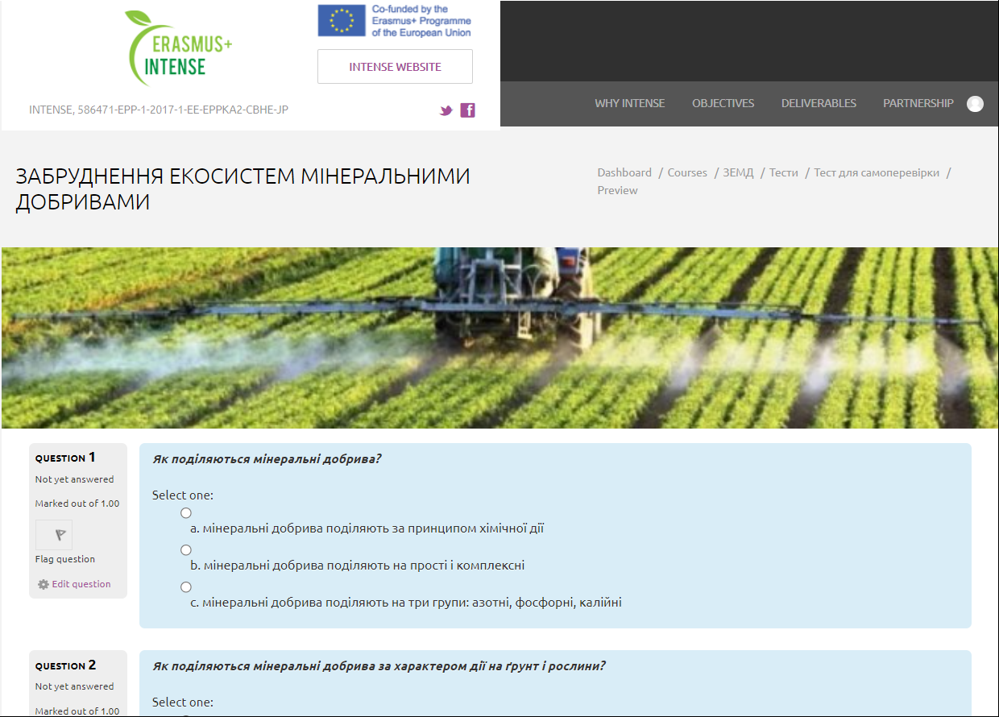 ERASMUS+
INTENSE
Co-funded by the
Erasmus+ Programme
of the European Union
INTENSE WEBSITE
INTENSE, 586471-EPP-1-2017-1-EE-EPPKA2-CBHE-JP
WHY INTENSE
OBJECTIVES
DELIVERABLES
PARTNERSHIP
ЗАБРУДНЕННЯ ЕКОСИСТЕМ МІНЕРАЛЬНИМИ
ДОБРИВАМИ
Dashboard / Courses / ЗЕМД / Тести / Тест для самоперевірки /
Preview
QUESTION 1
Not yet answered
Marked out of 1.00
Flag question
Edit question
Як поділяються мінеральні добрива?
Select one:
a. мінеральні добрива поділяють за принципом хімічної дії
b. мінеральні добрива поділяють на прості і комплексні
c. мінеральні добрива поділяють на три групи: азотні, фосфорні, калійні
QUESTION 2
Not yet answered
Marked out of 1.00
Як поділяються мінеральні добрива за характером дії на ґрунт і рослини?
Select one: